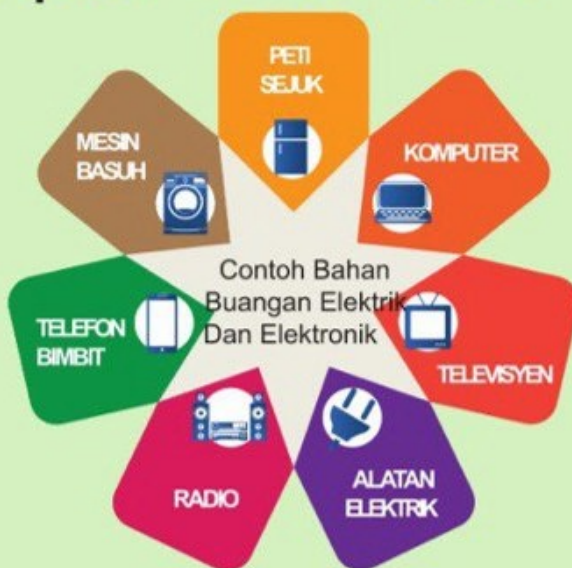 PETI
SEJUK
KOMPUTER
TELEVISYEN
ALATAN
ELEKTRIK
RADIO
TELEFON
BIMBIT
MESIN
BASUH
Contoh Bahan
Buangan Elektrik
Dan Elektronik